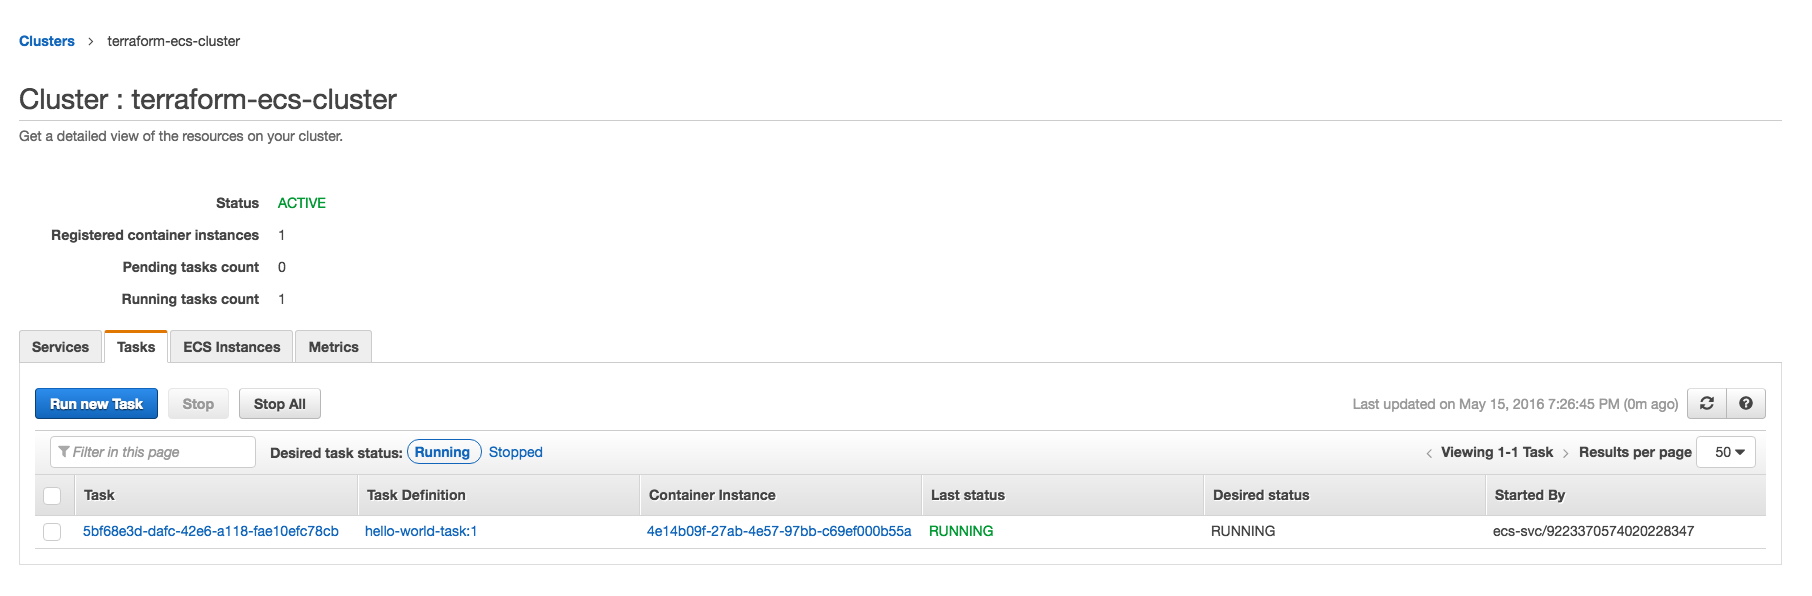 Clusters > terraform-ecs-cluster
Cluster : terraform-ecs-cluster
Get a detailed view of the resources on your cluster.
Status ACTIVE
Registered container instances 1
Pending tasks count 0
Running tasks count 1
Services Tasks ECS Instances Metrics
Run new Task Stop Stop All Last updated on May 15, 2016 7:26:45 PM (0m ago)
Filter in this page Desired task status: Running Stopped < Viewing 1-1 Task > Results per page 50
Task Task Definition Container Instance Last status Desired status Started By
5bf68e3d-dafc-42e6-a118-fae10efc78cb hello-world-task:1 4e14b09f-27ab-4e57-97bb-c69ef000b55a RUNNING RUNNING ecs-svc/9223370574020228347